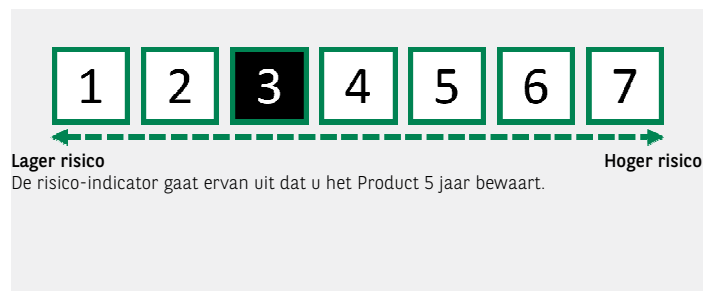 1 2 3 4 5 6 7
Lager risico Hoger risico
De risico-indicator gaat ervan uit dat u het Product 5 jaar bewaart.